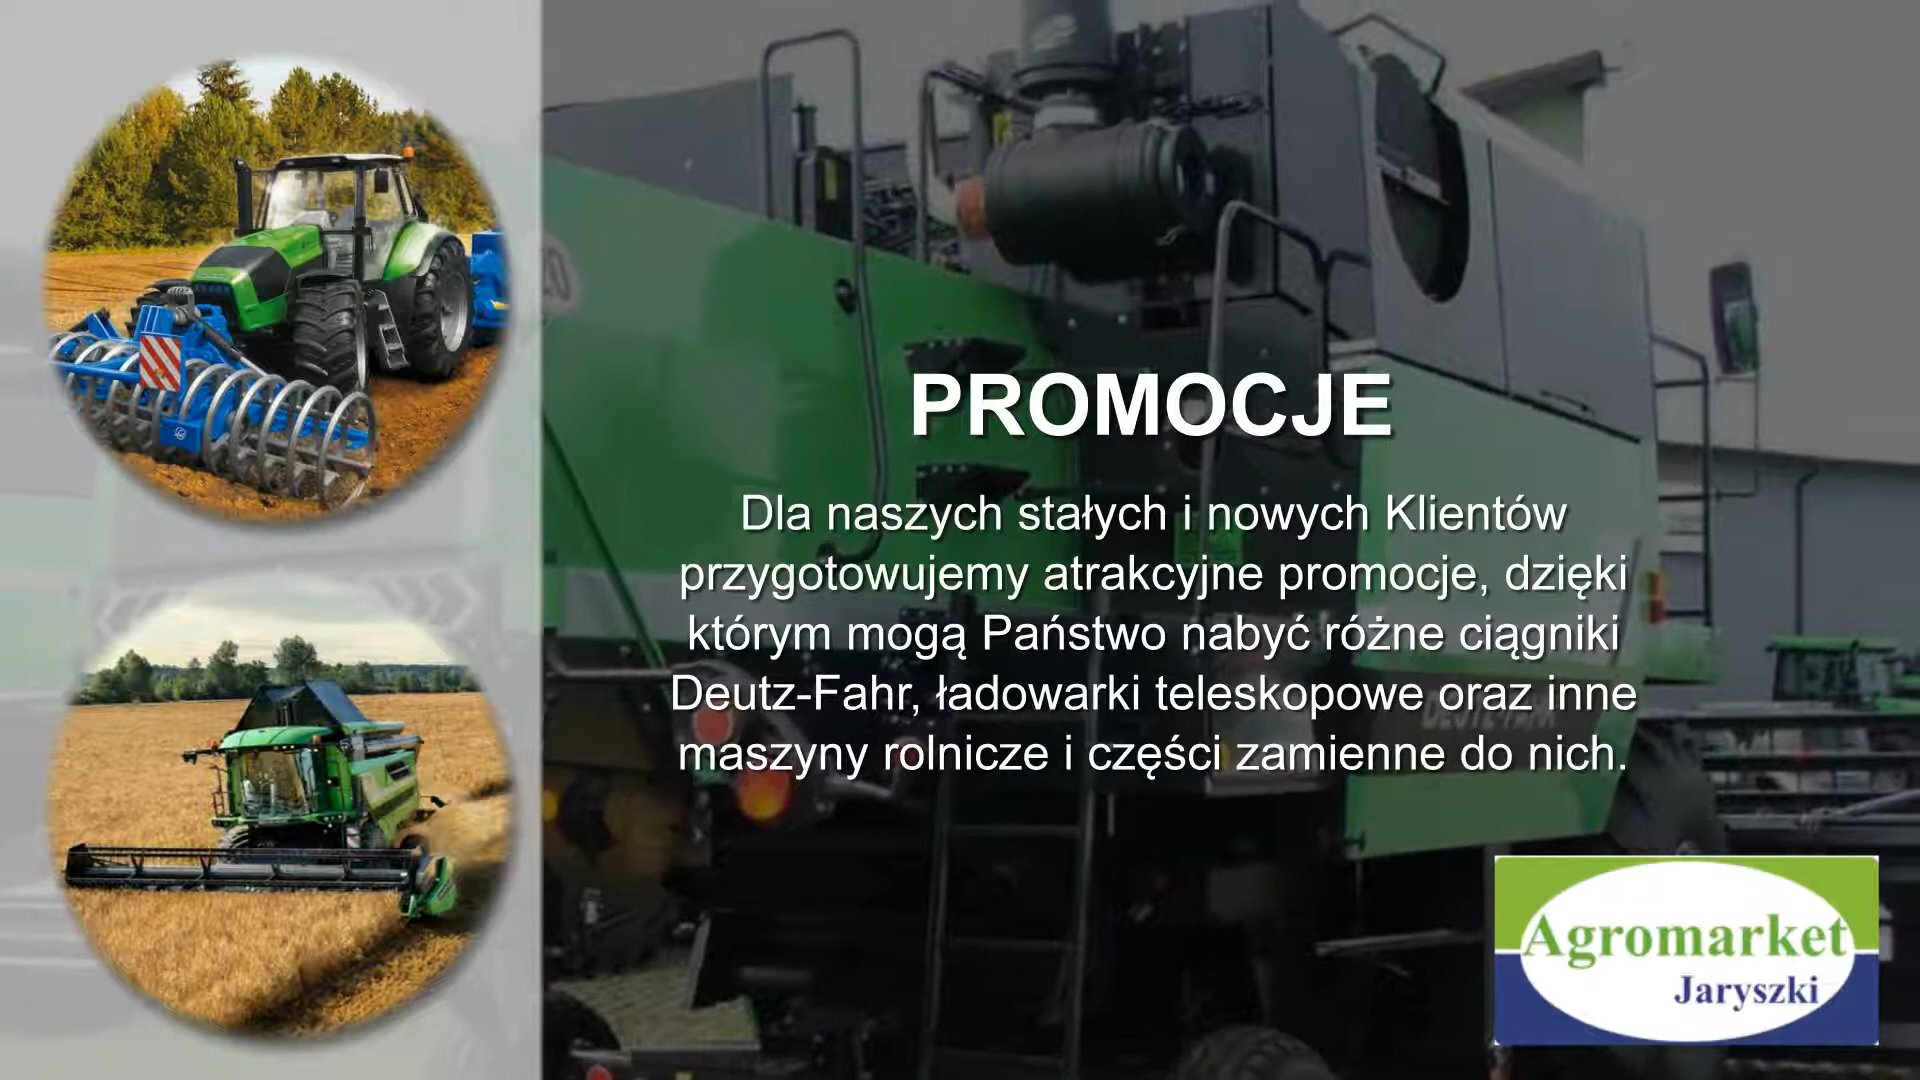 PROMOCJE
Dla naszych stałych i nowych Klientów
przygotowujemy atrakcyjne promocje, dzięki
którym mogą Państwo nabyć różne ciągniki
Deutz-Fahr, ładowarki teleskopowe oraz inne
maszyny rolnicze i części zamienne do nich.
Agromarket
Jaryszki